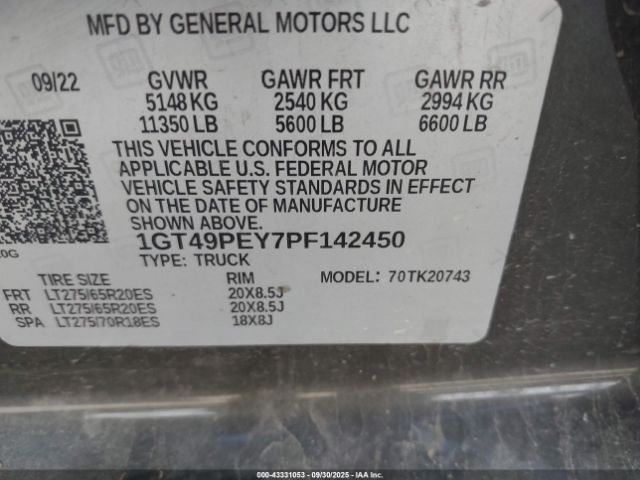 MFD BY GENERAL MOTORS LLC
09/22 GVWR GAWR FRT GAWR RR
5148 KG 2540 KG 2994 KG
11350 LB 5600 LB 6600 LB
THIS VEHICLE CONFORMS TO ALL
APPLICABLE U.S. FEDERAL MOTOR
VEHICLE SAFETY STANDARDS IN EFFECT
ON THE DATE OF MANUFACTURE
SHOWN ABOVE.
1GT49PEY7PF142450
TYPE: TRUCK
TIRE SIZE RIM MODEL: 70TK20743
FRT LT275/65R20ES 20X8.5J
RR LT275/65R20ES 20X8.5J
SPA LT275/70R18ES 18X8J
000-43331053 - 09/30/2025 - IAA, Inc.